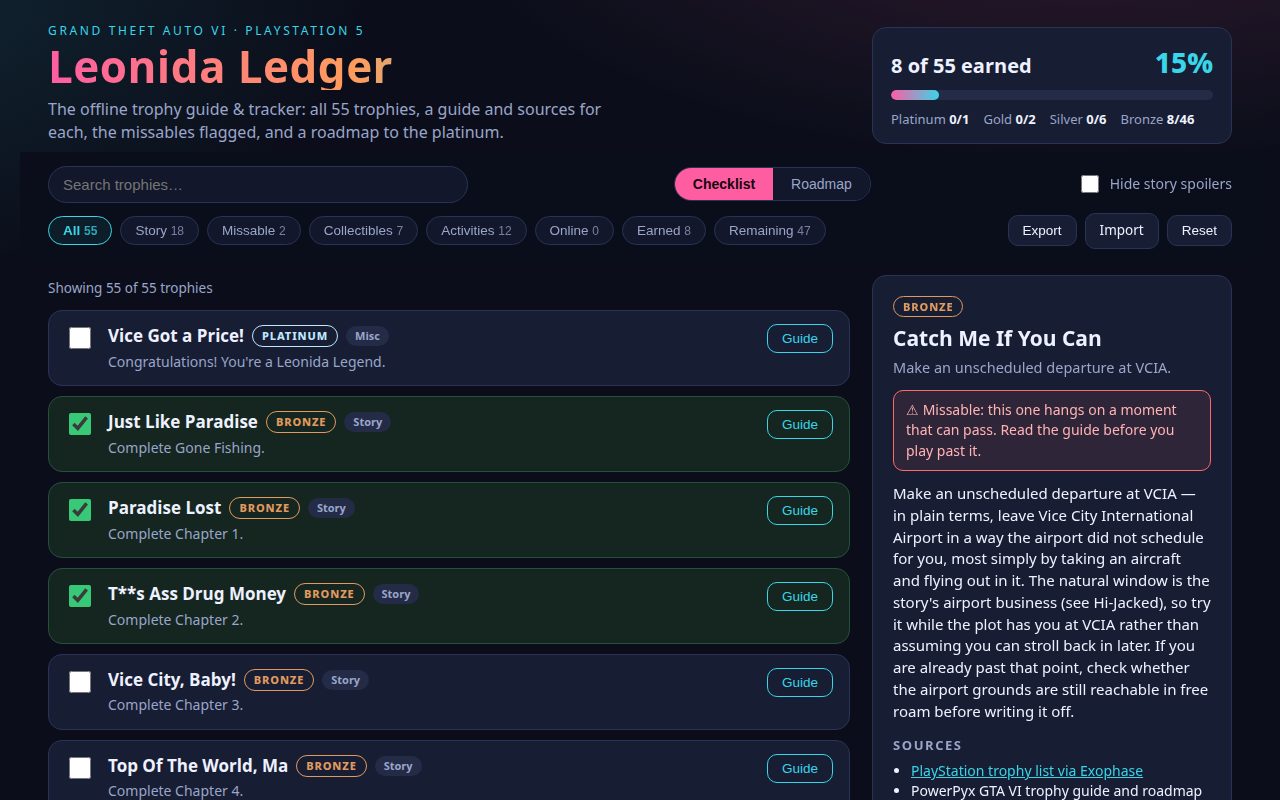 GRAND THEFT AUTO VI · PLAYSTATION 5
Leonida Ledger
The offline trophy guide & tracker: all 55 trophies, a guide and sources for
each, the missables flagged, and a roadmap to the platinum.
8 of 55 earned 15%
Platinum 0/1 Gold 0/2 Silver 0/6 Bronze 8/46
Search trophies… Checklist Roadmap Hide story spoilers
All 55 Story 18 Missable 2 Collectibles 7 Activities 12 Online 0 Earned 8 Remaining 47 Export Import Reset
Showing 55 of 55 trophies
Vice Got a Price! PLATINUM Misc Guide
Congratulations! You're a Leonida Legend.
Just Like Paradise BRONZE Story Guide
Complete Gone Fishing.
Paradise Lost BRONZE Story Guide
Complete Chapter 1.
T**s Ass Drug Money BRONZE Story Guide
Complete Chapter 2.
Vice City, Baby! BRONZE Story Guide
Complete Chapter 3.
Top Of The World, Ma BRONZE Story Guide
Complete Chapter 4.
BRONZE
Catch Me If You Can
Make an unscheduled departure at VCIA.
⚠ Missable: this one hangs on a moment
that can pass. Read the guide before you
play past it.
Make an unscheduled departure at VCIA —
in plain terms, leave Vice City International
Airport in a way the airport did not schedule
for you, most simply by taking an aircraft
and flying out in it. The natural window is the
story's airport business (see Hi-Jacked), so try
it while the plot has you at VCIA rather than
assuming you can stroll back in later. If you
are already past that point, check whether
the airport grounds are still reachable in free
roam before writing it off.
SOURCES
• PlayStation trophy list via Exophase
• PowerPyx GTA VI trophy guide and roadmap